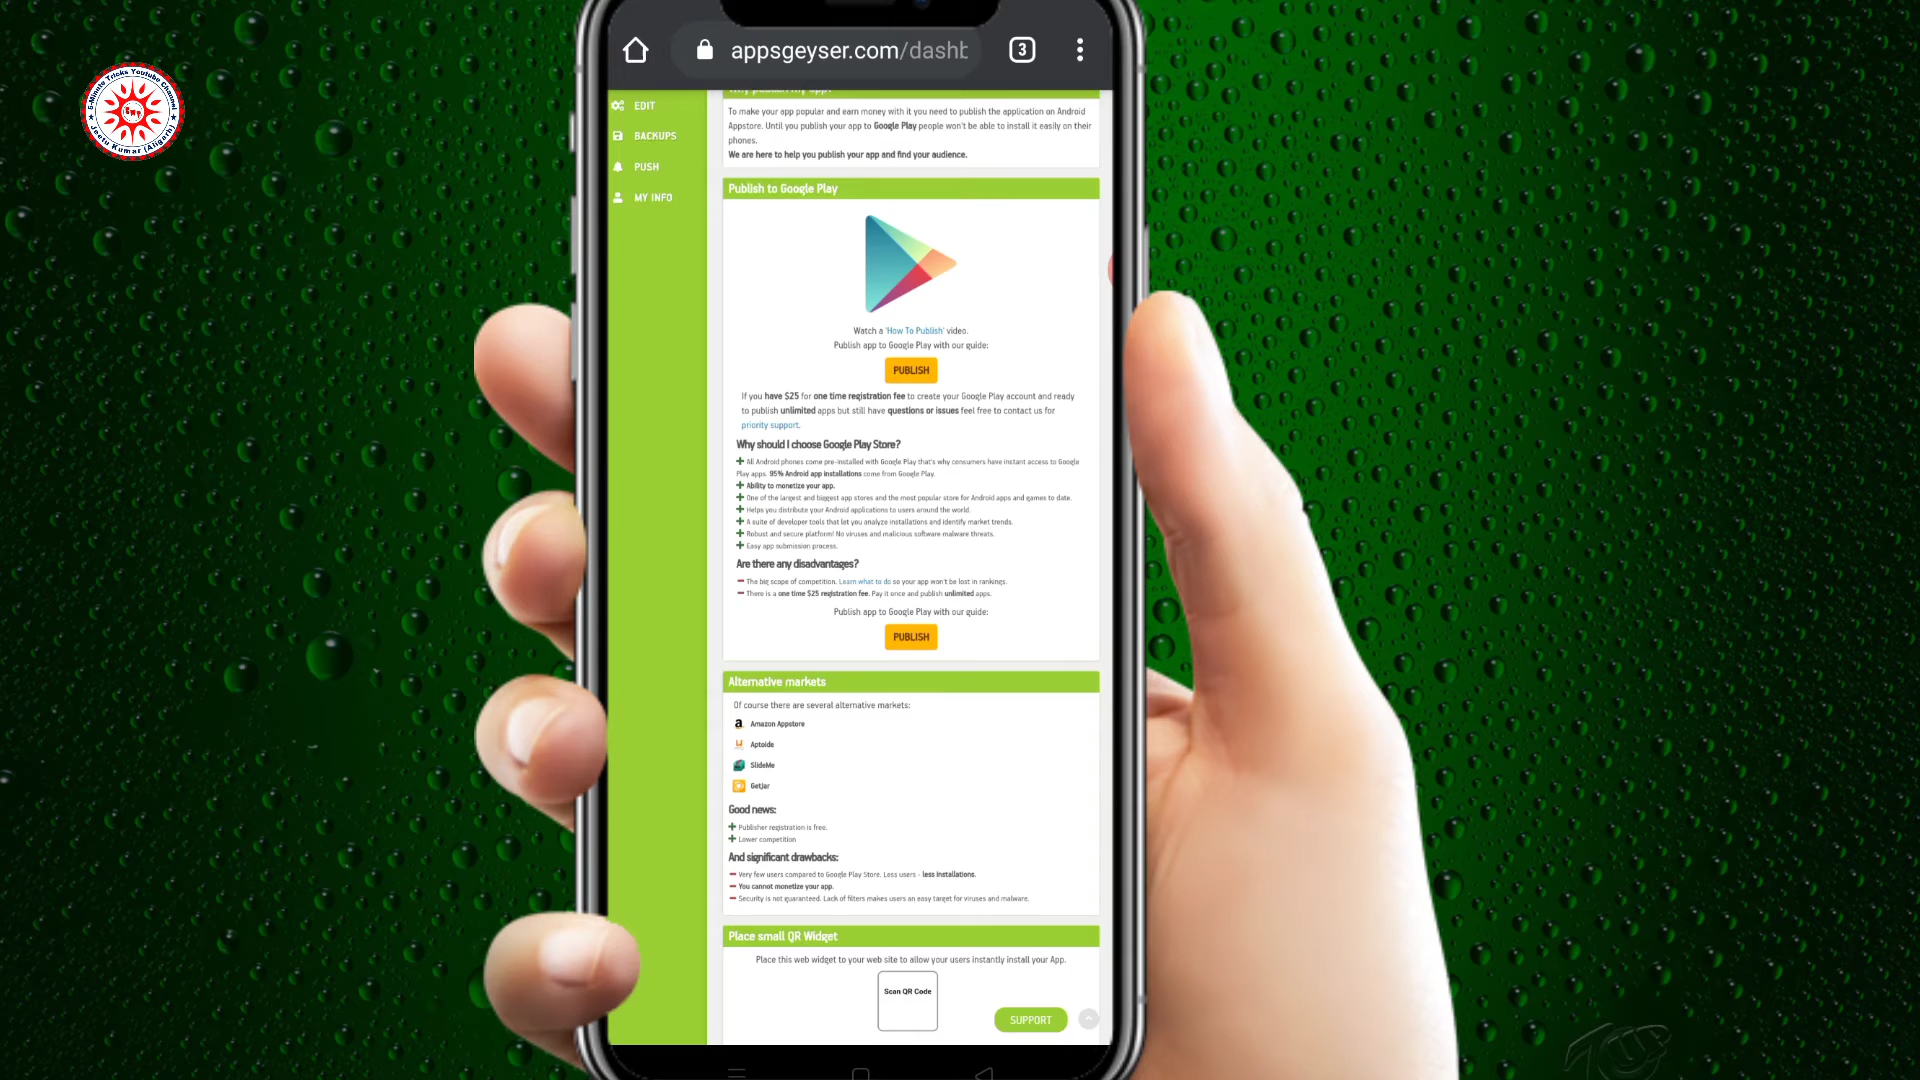 5-Minute Tricks Youtube Channel
Jeetu Kumar (Aligarh)
appsgeyser.com/dasht
3
EDIT
BACKUPS
PUSH
MY INFO
Why publish my app?
To make your app popular and earn money with it you need to publish the application on Android
Appstore. Until you publish your app to Google Play people won't be able to install it easily on their
phones.
We are here to help you publish your app and find your audience.
Publish to Google Play
Watch a 'How To Publish' video.
Publish app to Google Play with our guide:
PUBLISH
If you have $25 for one time registration fee to create your Google Play account and ready
to publish unlimited apps but still have questions or issues feel free to contact us for
priority support.
Why should I choose Google Play Store?
All Android phones come pre-installed with Google Play that's why consumers have instant access to Google
Play apps. 95% Android app installations come from Google Play.
Ability to monetize your app.
One of the largest and biggest app stores and the most popular store for Android apps and games to date.
Helps you distribute your Android applications to users around the world.
A suite of developer tools that let you analyze installations and identify market trends.
Robust and secure platform! No viruses and malicious software malware threats.
Easy app submission process.
Are there any disadvantages?
The big scope of competition. Learn what to do so your app won't be lost in rankings.
There is a one time $25 registration fee. Pay it once and publish unlimited apps.
Publish app to Google Play with our guide:
PUBLISH
Alternative markets
Of course there are several alternative markets:
Amazon Appstore
Aptoide
SlideMe
GetJar
Good news:
Publisher registration is free.
Lower competition
And significant drawbacks:
Very few users compared to Google Play Store. Less users - less installations.
You cannot monetize your app.
Security is not guaranteed. Lack of filters makes users an easy target for viruses and malware.
Place small QR Widget
Place this web widget to your web site to allow your users instantly install your App.
Scan QR Code
SUPPORT